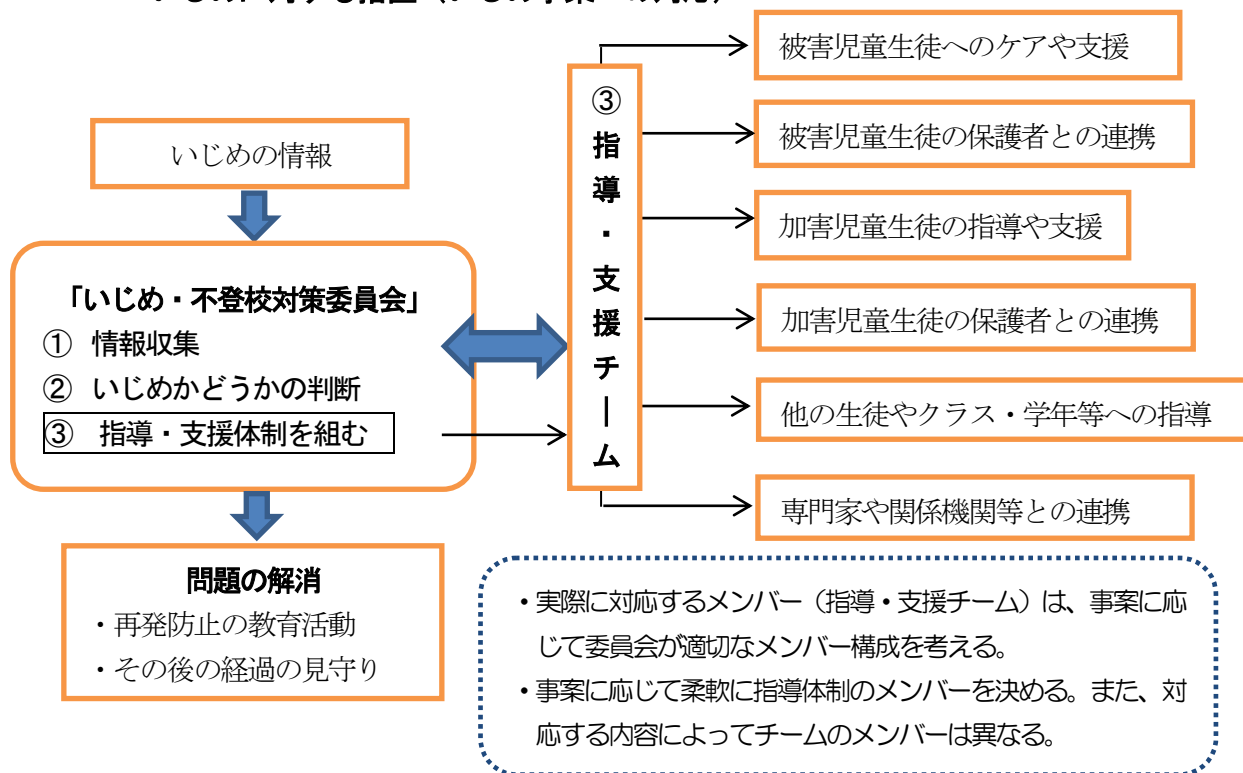 いじめの情報
「いじめ・不登校対策委員会」
① 情報収集
② いじめかどうかの判断
③ 指導・支援体制を組む
問題の解消
・再発防止の教育活動
・その後の経過の見守り
③指導・支援チーム
被害児童生徒へのケアや支援
被害児童生徒の保護者との連携
加害児童生徒の指導や支援
加害児童生徒の保護者との連携
他の生徒やクラス・学年等への指導
専門家や関係機関等との連携
・実際に対応するメンバー（指導・支援チーム）は、事案に応
じて委員会が適切なメンバー構成を考える。
・事案に応じて柔軟に指導体制のメンバーを決める。また、対
応する内容によってチームのメンバーは異なる。